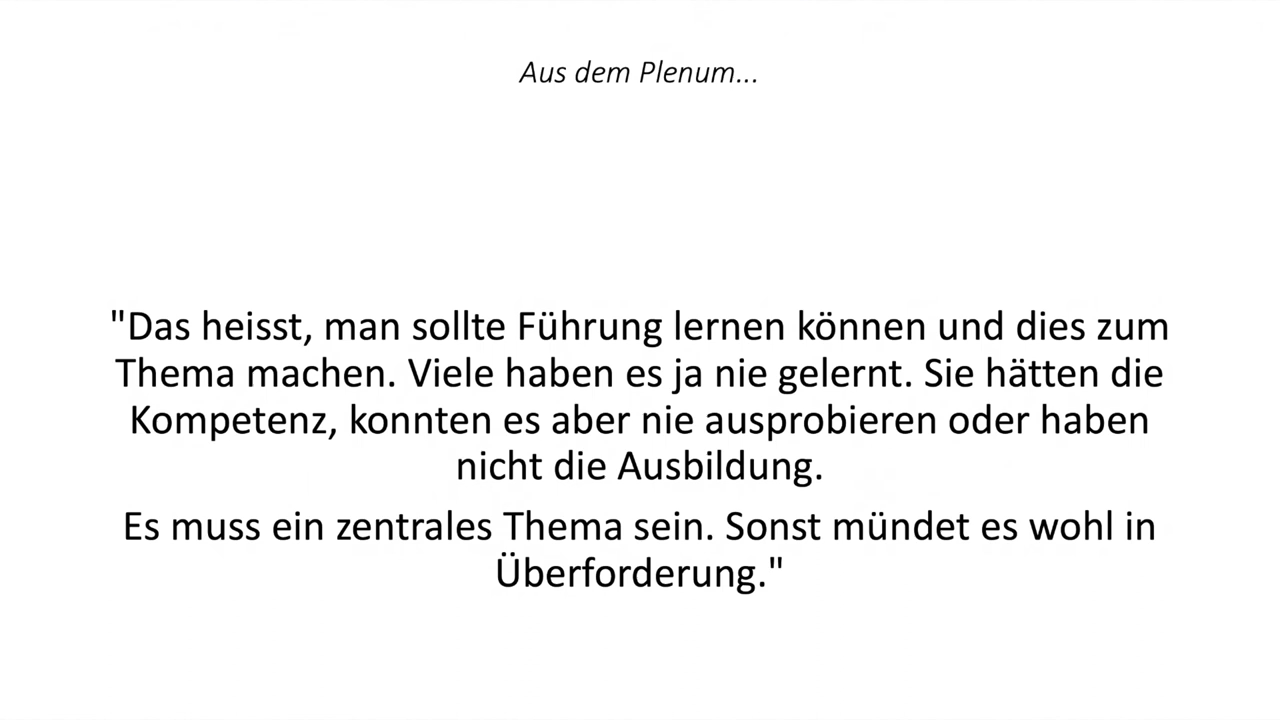 Aus dem Plenum...
"Das heisst, man sollte Führung lernen können und dies zum
Thema machen. Viele haben es ja nie gelernt. Sie hätten die
Kompetenz, konnten es aber nie ausprobieren oder haben
nicht die Ausbildung.
Es muss ein zentrales Thema sein. Sonst mündet es wohl in
Überforderung."